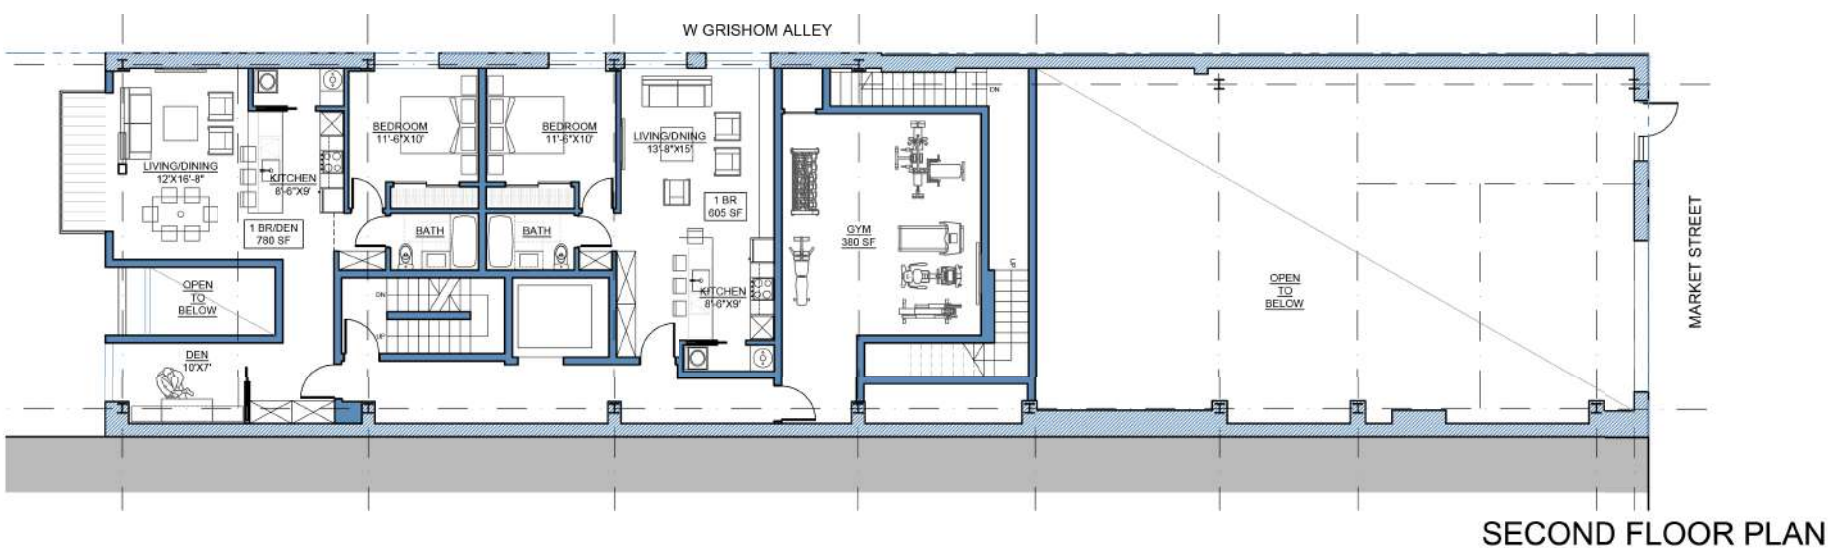 W GRISHOM ALLEY
LIVING/DINING
12'X16'-8"
KITCHEN
8'-6"X9'
1 BR/DEN
780 SF
BEDROOM
11'-6"X10'
BEDROOM
11'-6"X10'
LIVING/DNING
13'-8"X15'
1 BR
605 SF
BATH
BATH
KITCHEN
8'-6"X9'
GYM
380 SF
DN
UP
OPEN
TO
BELOW
OPEN
TO
BELOW
DN
UP
DEN
10'X7'
MARKET STREET
SECOND FLOOR PLAN